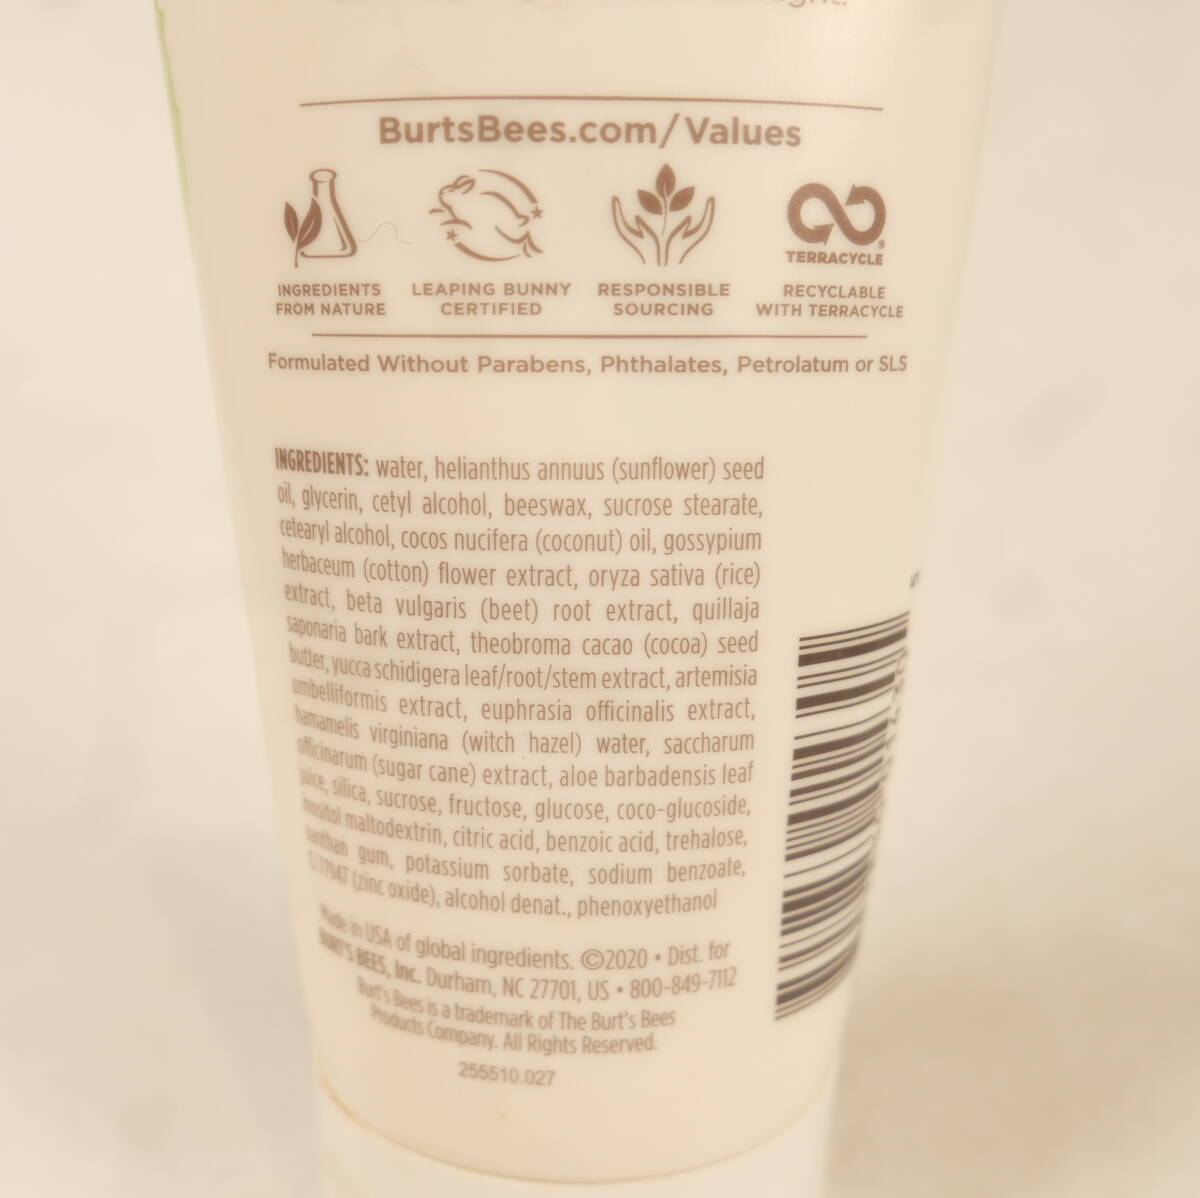 BurtsBees.com/Values
INGREDIENTS FROM NATURE
LEAPING BUNNY CERTIFIED
RESPONSIBLE SOURCING
TERRACYCLE®
RECYCLABLE WITH TERRACYCLE
Formulated Without Parabens, Phthalates, Petrolatum or SLS
INGREDIENTS: water, helianthus annuus (sunflower) seed
oil, glycerin, cetyl alcohol, beeswax, sucrose stearate,
cetearyl alcohol, cocos nucifera (coconut) oil, gossypium
herbaceum (cotton) flower extract, oryza sativa (rice)
extract, beta vulgaris (beet) root extract, quillaja
saponaria bark extract, theobroma cacao (cocoa) seed
butter, yucca schidigera leaf/root/stem extract, artemisia
umbelliformis extract, euphrasia officinalis extract,
hamamelis virginiana (witch hazel) water, saccharum
officinarum (sugar cane) extract, aloe barbadensis leaf
juice, silica, sucrose, fructose, glucose, coco-glucoside,
inositol maltodextrin, citric acid, benzoic acid, trehalose,
xanthan gum, potassium sorbate, sodium benzoate,
77947 (zinc oxide), alcohol denat., phenoxyethanol
Made in USA of global ingredients. ©2020 • Dist. for
BURT'S BEES, Inc. Durham, NC 27701, US • 800-849-7112
Burt's Bees is a trademark of The Burt's Bees
Products Company. All Rights Reserved.
255510.027